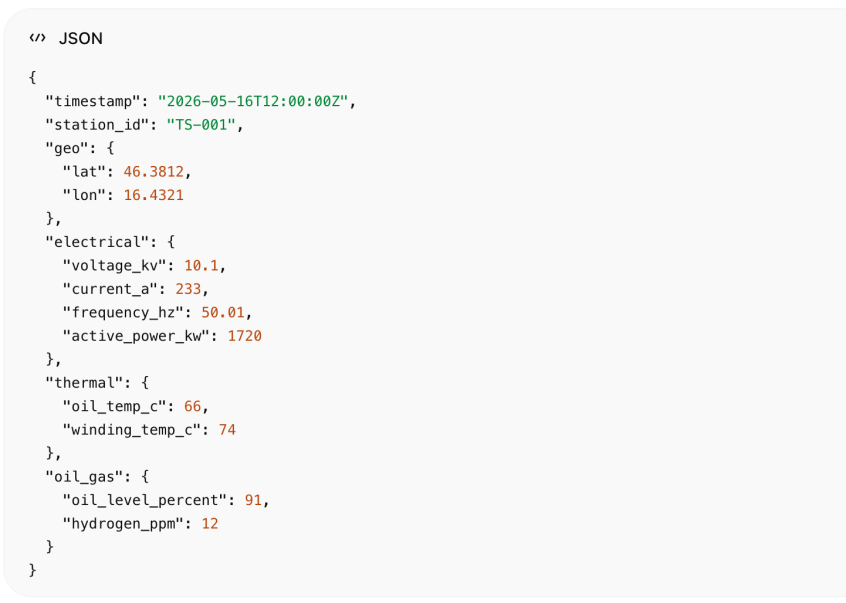 </> JSON
{
  "timestamp": "2026-05-16T12:00:00Z",
  "station_id": "TS-001",
  "geo": {
    "lat": 46.3812,
    "lon": 16.4321
  },
  "electrical": {
    "voltage_kv": 10.1,
    "current_a": 233,
    "frequency_hz": 50.01,
    "active_power_kw": 1720
  },
  "thermal": {
    "oil_temp_c": 66,
    "winding_temp_c": 74
  },
  "oil_gas": {
    "oil_level_percent": 91,
    "hydrogen_ppm": 12
  }
}